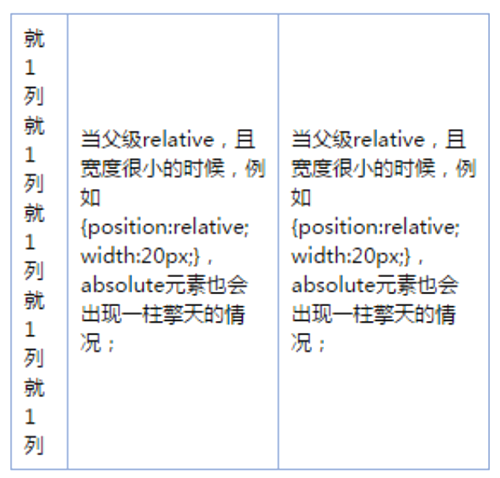 就
1
列
就
1
列
就
1
列
就
1
列
就
1
列
当父级relative，且
宽度很小的时候，例
如
{position:relative;
width:20px;}，
absolute元素也会
出现一柱擎天的情
况；
当父级relative，且
宽度很小的时候，例
如
{position:relative;
width:20px;}，
absolute元素也会
出现一柱擎天的情
况；